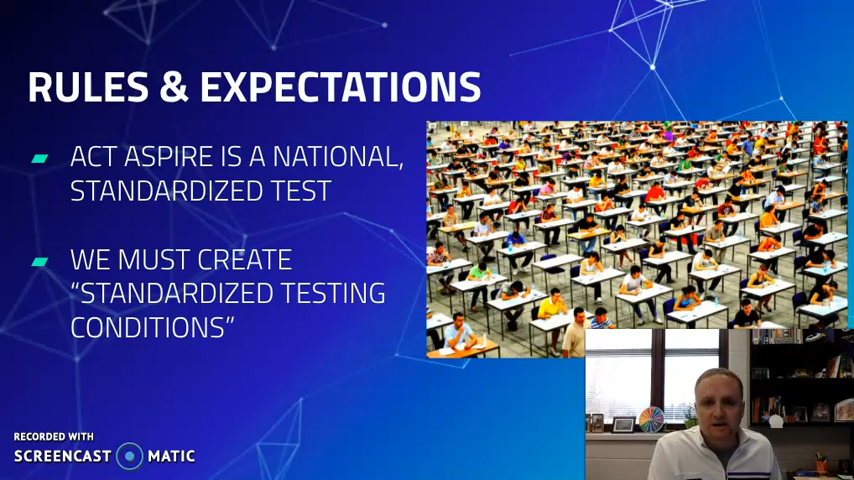 RULES & EXPECTATIONS
ACT ASPIRE IS A NATIONAL,
STANDARDIZED TEST
WE MUST CREATE
“STANDARDIZED TESTING
CONDITIONS”
RECORDED WITH
SCREENCAST MATIC